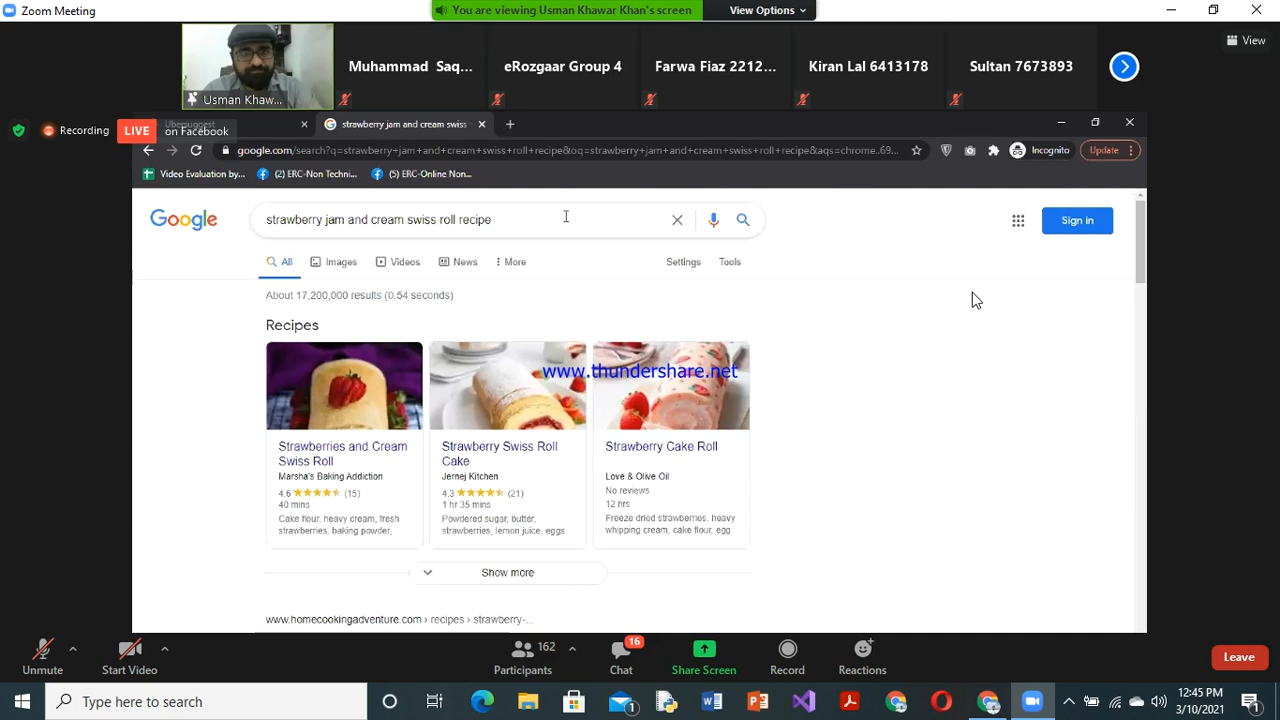 Zoom Meeting
You are viewing Usman Khawar Khan's screen
View Options
View
Usman Khaw...
Muhammad Saq...
eRozgaar Group 4
Farwa Fiaz 2212...
Kiran Lal 6413178
Sultan 7673893
Recording
LIVE
on Facebook
Ubersuggest
strawberry jam and cream swiss
google.com/search?q=strawberry+jam+and+cream+swiss+roll+recipe&oq=strawberry+jam+and+cream+swiss+roll+recipe&aqs=chrome..69...
Incognito
Update
Video Evaluation by...
(2) ERC-Non Techni...
(5) ERC-Online Non...
Google
strawberry jam and cream swiss roll recipe
Sign in
All
Images
Videos
News
More
Settings
Tools
About 17,200,000 results (0.54 seconds)
Recipes
www.thundershare.net
Strawberries and Cream
Swiss Roll
Marsha's Baking Addiction
4.6 (15)
40 mins
Cake flour, heavy cream, fresh
strawberries, baking powder,
Strawberry Swiss Roll
Cake
Jernej Kitchen
4.3 (21)
1 hr 35 mins
Powdered sugar, butter,
strawberries, lemon juice, eggs
Strawberry Cake Roll
Love & Olive Oil
No reviews
12 hrs
Freeze dried strawberries, heavy
whipping cream, cake flour, egg
Show more
www.homecookingadventure.com › recipes › strawberry-...
Unmute
Start Video
162
Participants
16
Chat
Share Screen
Record
Reactions
Leave
Type here to search
1
12:45 PM
3/10/2021
1